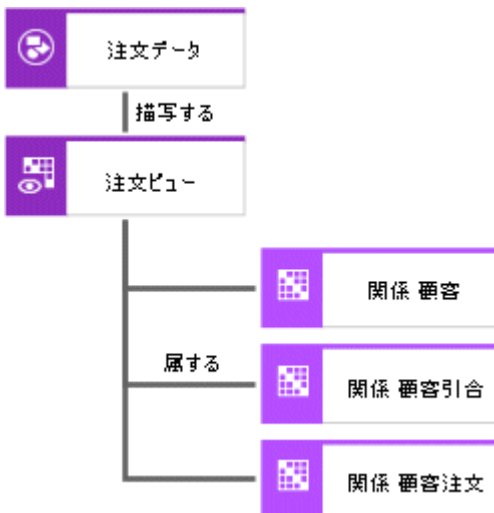 注文データ
描写する
注文ビュー
関係 顧客
属する
関係 顧客引合
関係 顧客注文